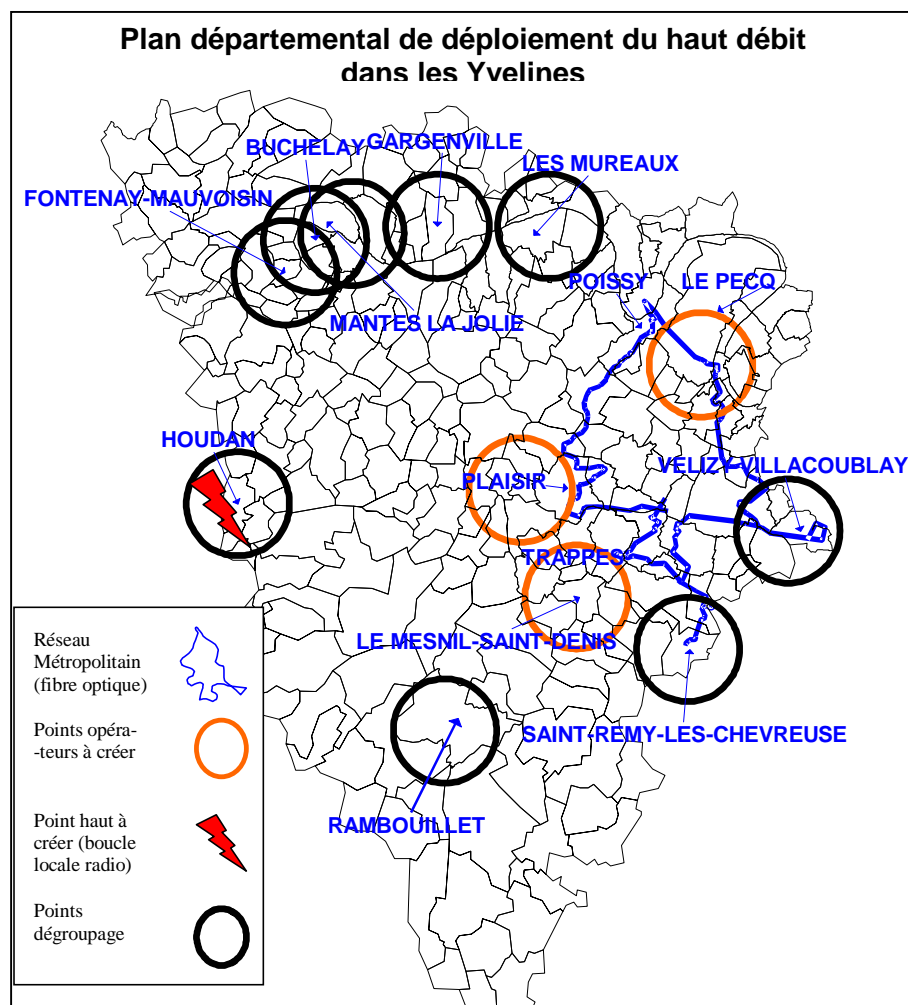 Plan départemental de déploiement du haut débit
dans les Yvelines
BUCHELAY
GARGENVILLE
LES MUREAUX
FONTENAY-MAUVOISIN
POISSY
LE PECQ
MANTES LA JOLIE
HOUDAN
PLAISIR
VELIZY-VILLACOUBLAY
TRAPPES
LE MESNIL-SAINT-DENIS
SAINT-REMY-LES-CHEVREUSE
RAMBOUILLET
Réseau
Métropolitain
(fibre optique)
Points opéra-
-teurs à créer
Point haut à
créer (boucle
locale radio)
Points
dégroupage